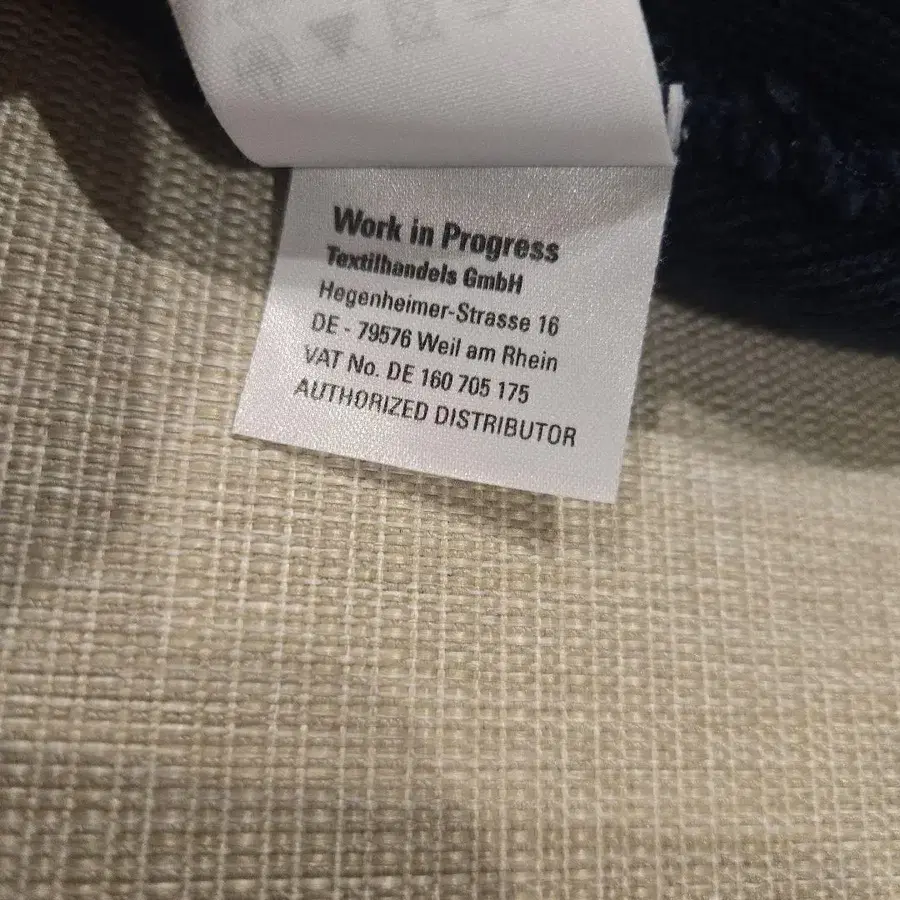 Work in Progress
Textilhandels GmbH
Hegenheimer-Strasse 16
DE - 79576 Weil am Rhein
VAT No. DE 160 705 175
AUTHORIZED DISTRIBUTOR